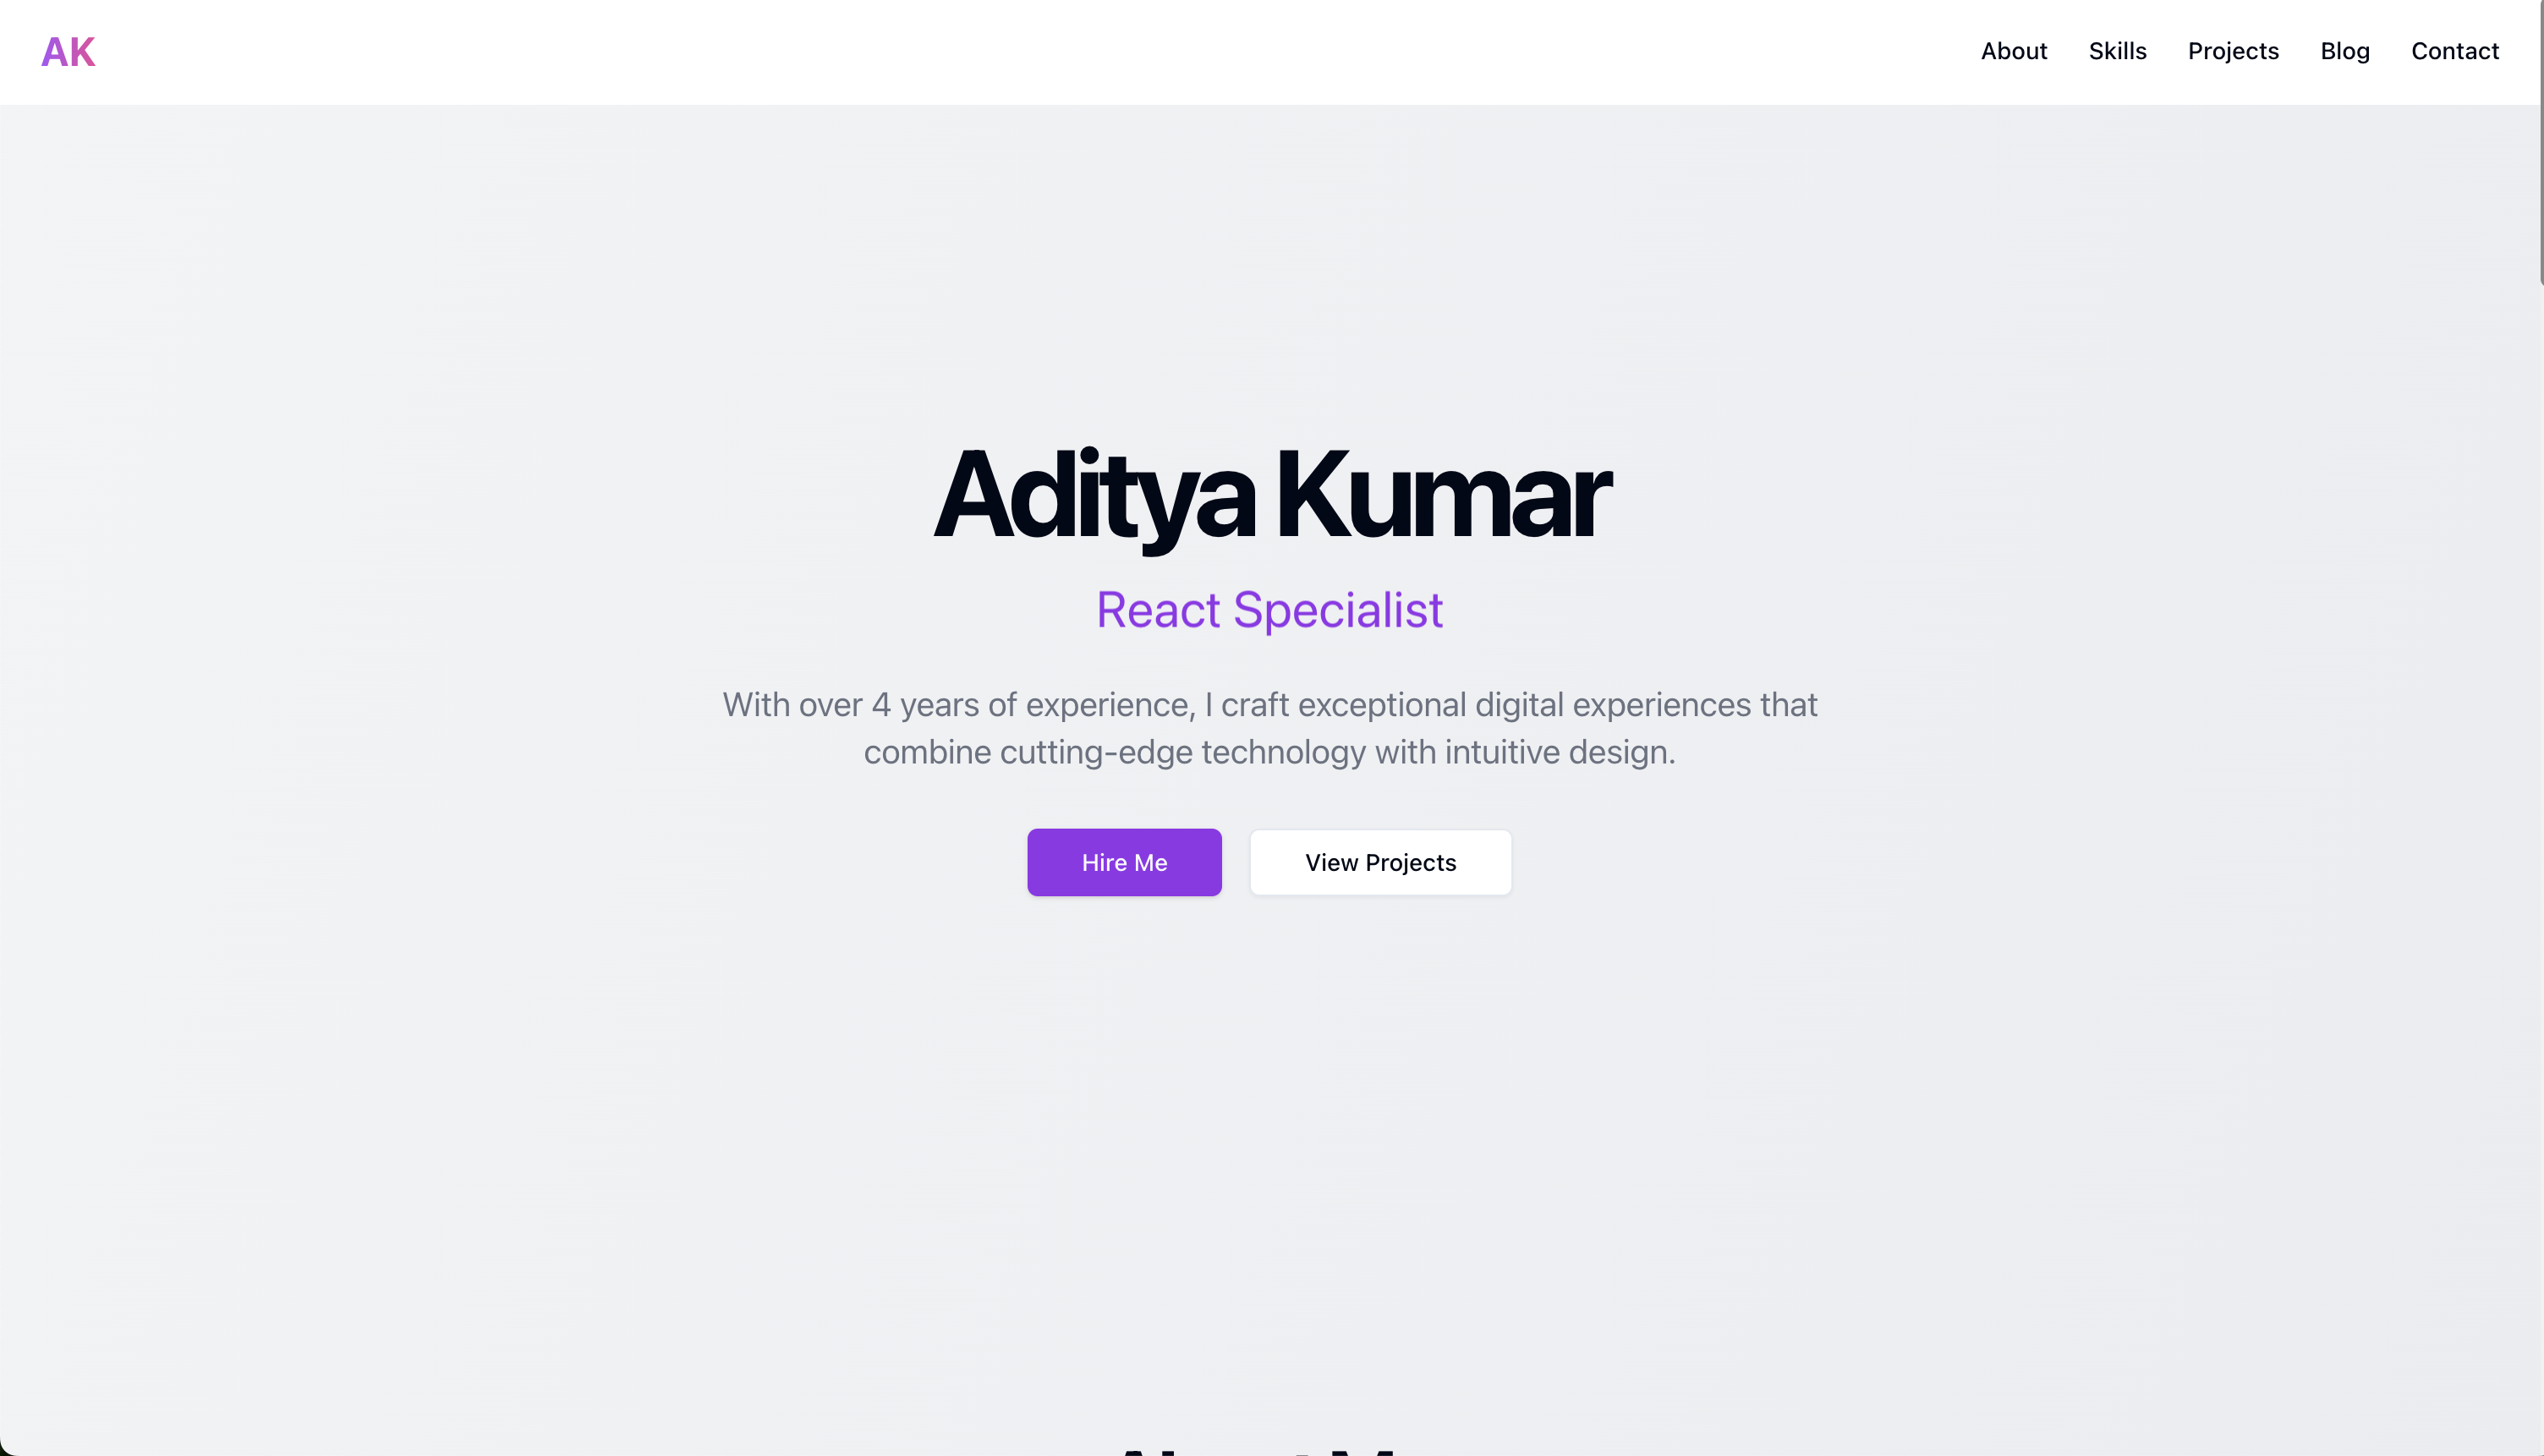 AK
About Skills Projects Blog Contact
Aditya Kumar
React Specialist
With over 4 years of experience, I craft exceptional digital experiences that
combine cutting-edge technology with intuitive design.
Hire Me View Projects